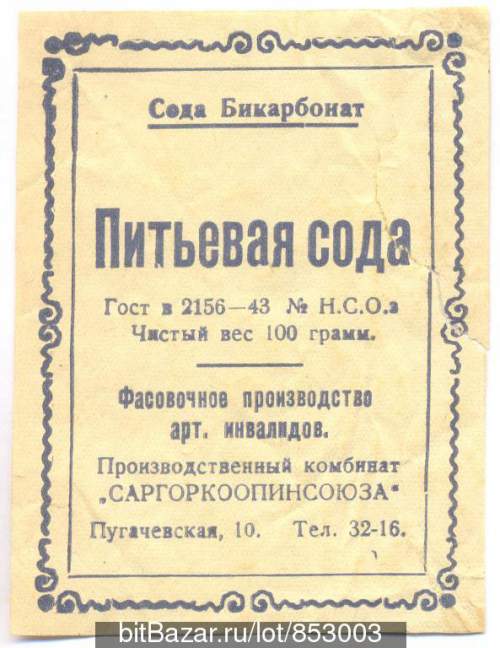 Сода Бикарбонат
Питьевая сода
Гост в 2156—43 № Н.С.О.з
Чистый вес 100 грамм.
Фасовочное производство
арт. инвалидов.
Производственный комбинат
„САРГОРКООПИНСОЮЗА“
Пугачевская, 10. Тел. 32-16.
bitBazar.ru/lot/853003